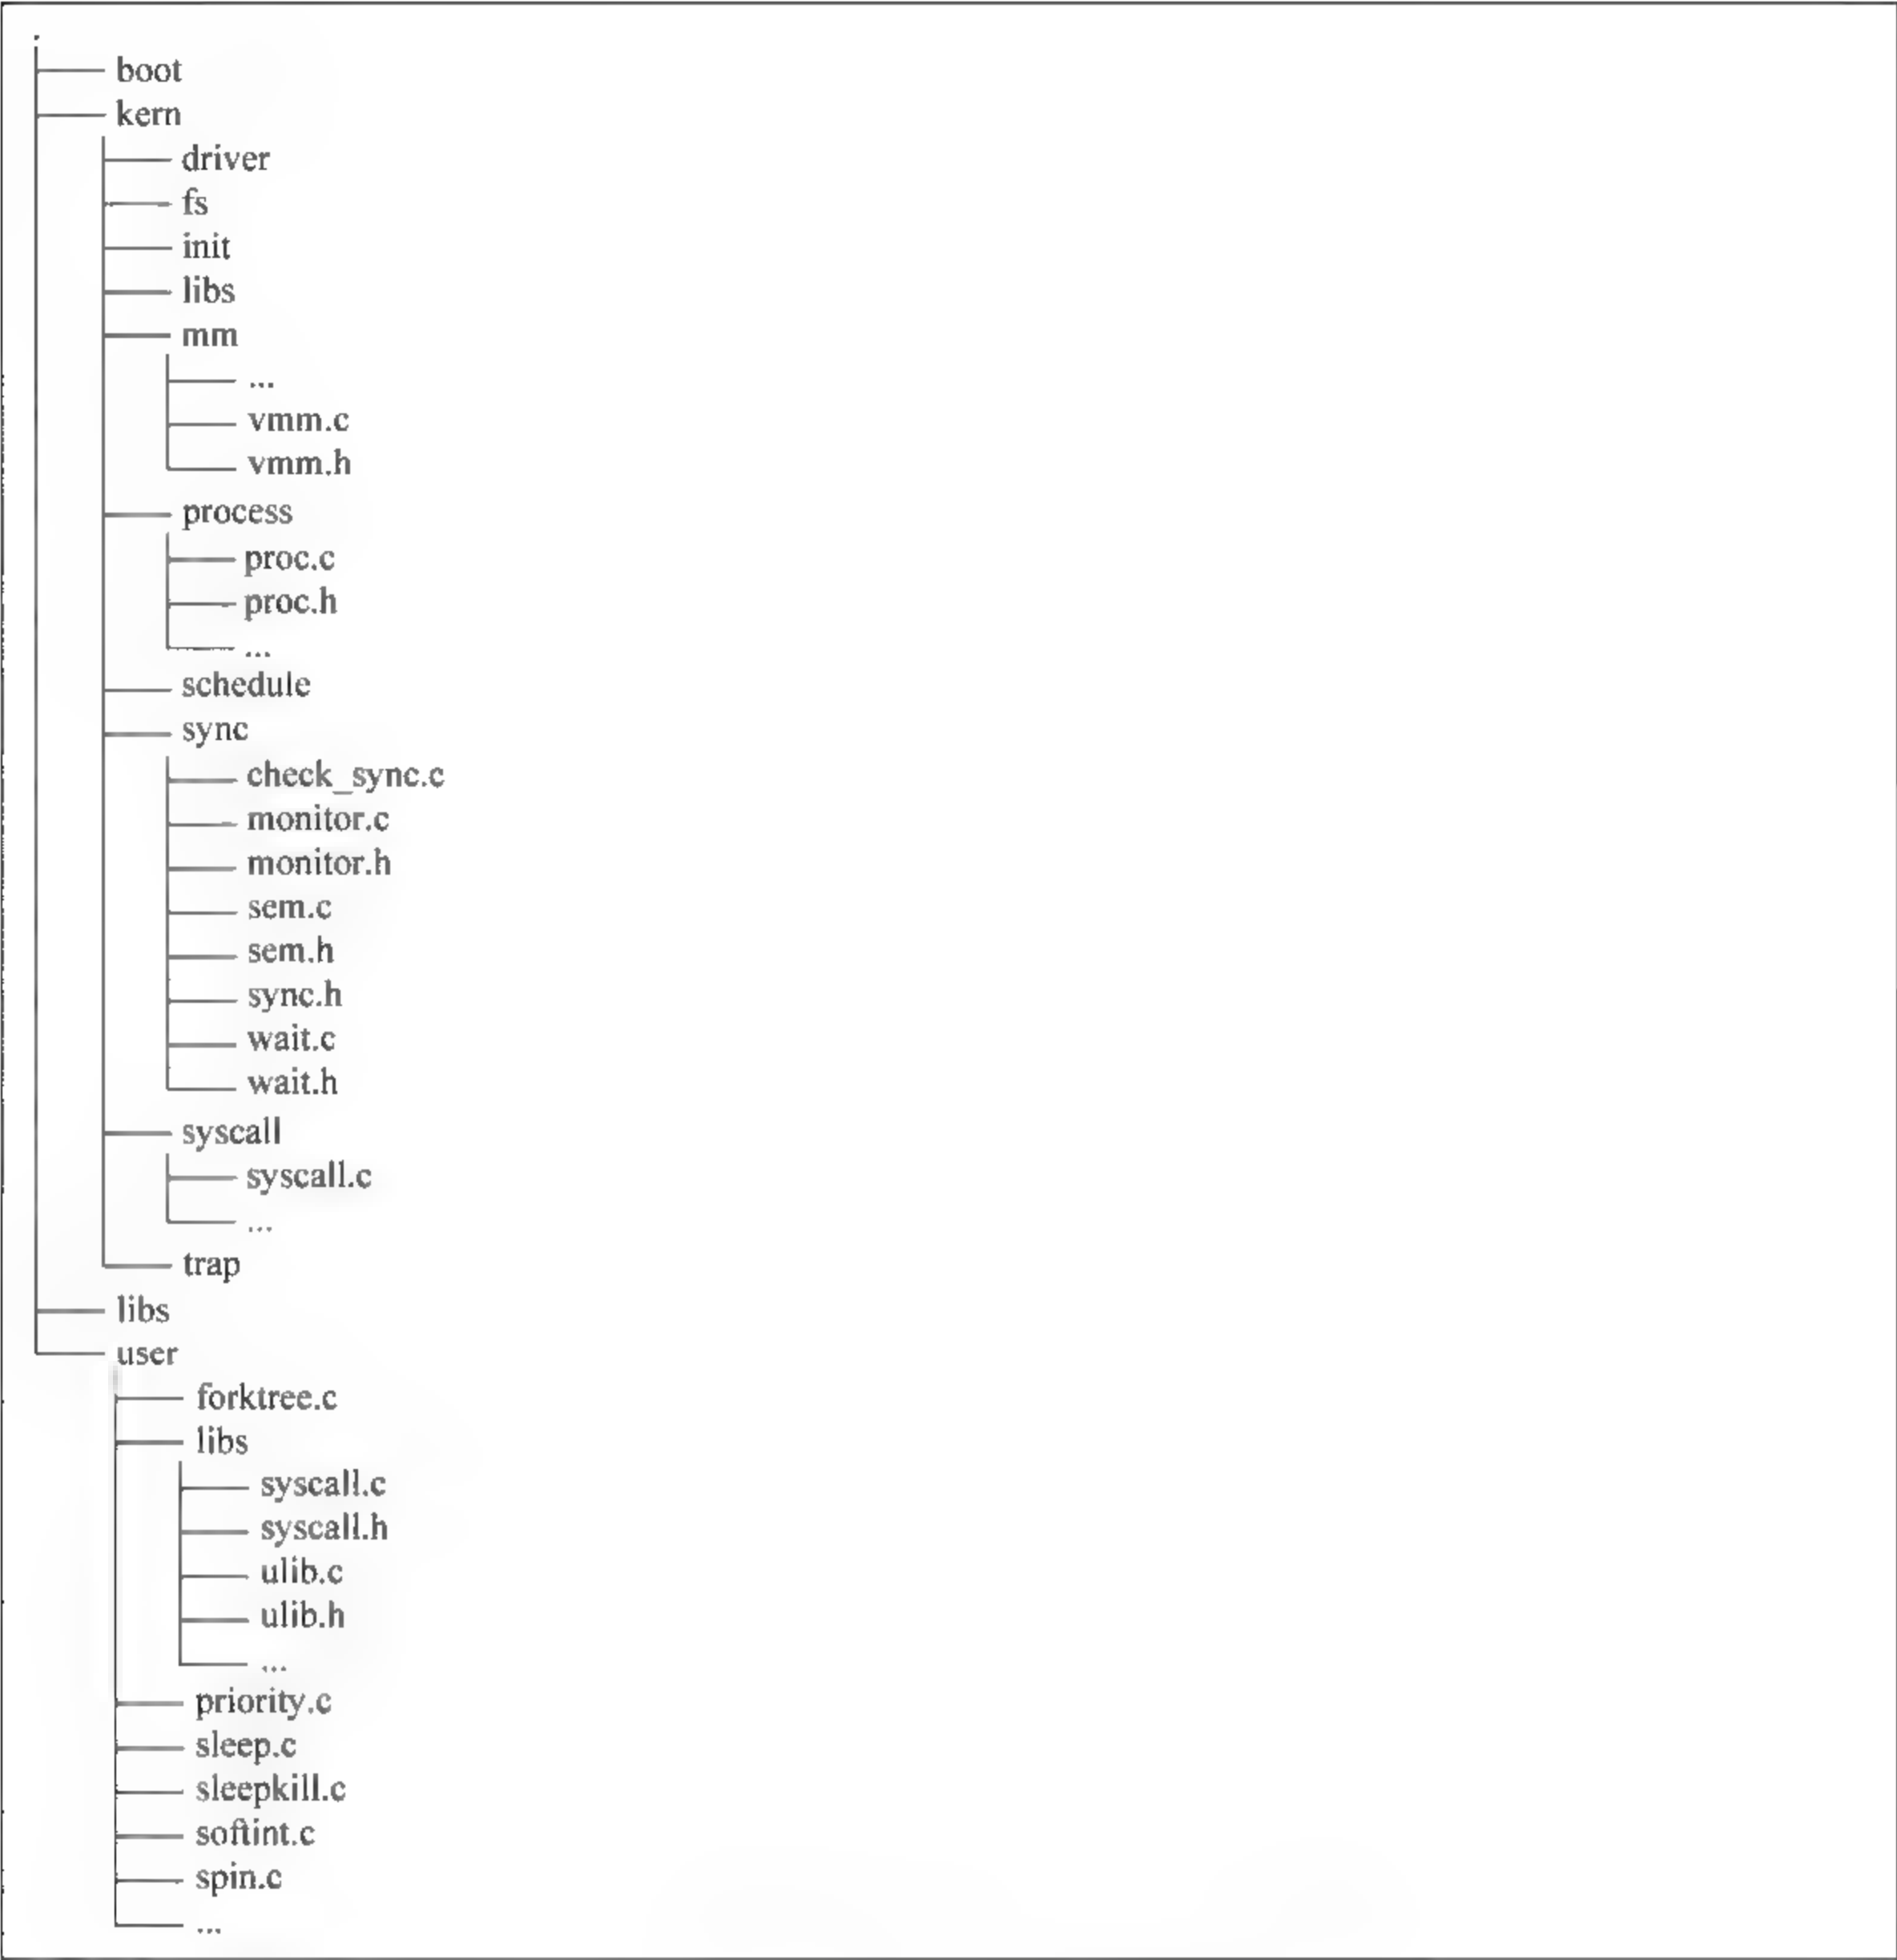 .
boot
kern
driver
fs
init
libs
mm
...
vmm.c
vmm.h
process
proc.c
proc.h
...
schedule
sync
check_sync.c
monitor.c
monitor.h
sem.c
sem.h
sync.h
wait.c
wait.h
syscall
syscall.c
...
trap
libs
user
forktree.c
libs
syscall.c
syscall.h
ulib.c
ulib.h
...
priority.c
sleep.c
sleepkill.c
softint.c
spin.c
...